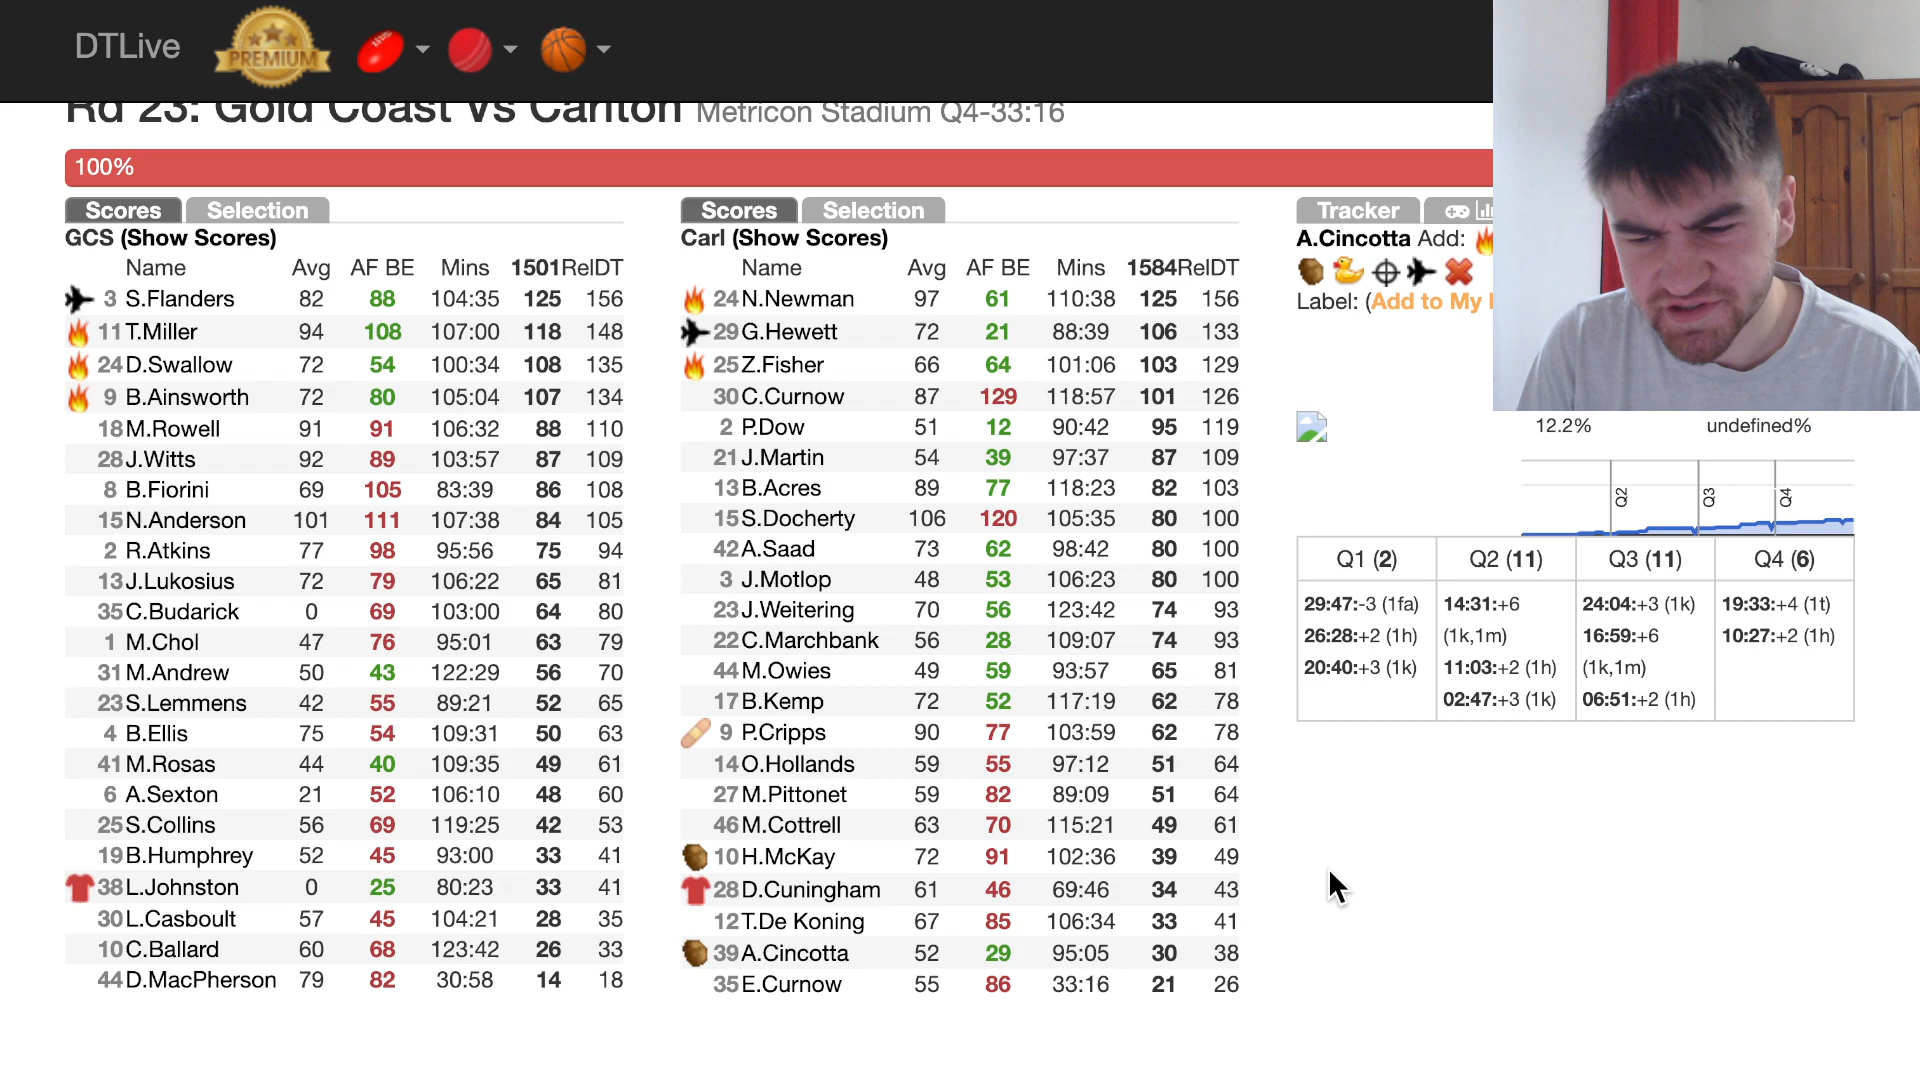 DTLive
PREMIUM
Rd 23: Gold Coast Vs Carlton Metricon Stadium Q4-33:16
100%
Scores Selection
GCS (Show Scores)
Name Avg AF BE Mins 1501RelDT
3 S.Flanders 82 88 104:35 125 156
11 T.Miller 94 108 107:00 118 148
24 D.Swallow 72 54 100:34 108 135
9 B.Ainsworth 72 80 105:04 107 134
18 M.Rowell 91 91 106:32 88 110
28 J.Witts 92 89 103:57 87 109
8 B.Fiorini 69 105 83:39 86 108
15 N.Anderson 101 111 107:38 84 105
2 R.Atkins 77 98 95:56 75 94
13 J.Lukosius 72 79 106:22 65 81
35 C.Budarick 0 69 103:00 64 80
1 M.Chol 47 76 95:01 63 79
31 M.Andrew 50 43 122:29 56 70
23 S.Lemmens 42 55 89:21 52 65
4 B.Ellis 75 54 109:31 50 63
41 M.Rosas 44 40 109:35 49 61
6 A.Sexton 21 52 106:10 48 60
25 S.Collins 56 69 119:25 42 53
19 B.Humphrey 52 45 93:00 33 41
38 L.Johnston 0 25 80:23 33 41
30 L.Casboult 57 45 104:21 28 35
10 C.Ballard 60 68 123:42 26 33
44 D.MacPherson 79 82 30:58 14 18
Scores Selection
Carl (Show Scores)
Name Avg AF BE Mins 1584RelDT
24 N.Newman 97 61 110:38 125 156
29 G.Hewett 72 21 88:39 106 133
25 Z.Fisher 66 64 101:06 103 129
30 C.Curnow 87 129 118:57 101 126
2 P.Dow 51 12 90:42 95 119
21 J.Martin 54 39 97:37 87 109
13 B.Acres 89 77 118:23 82 103
15 S.Docherty 106 120 105:35 80 100
42 A.Saad 73 62 98:42 80 100
3 J.Motlop 48 53 106:23 80 100
23 J.Weitering 70 56 123:42 74 93
22 C.Marchbank 56 28 109:07 74 93
44 M.Owies 49 59 93:57 65 81
17 B.Kemp 72 52 117:19 62 78
9 P.Cripps 90 77 103:59 62 78
14 O.Hollands 59 55 97:12 51 64
27 M.Pittonet 59 82 89:09 51 64
46 M.Cottrell 63 70 115:21 49 61
10 H.McKay 72 91 102:36 39 49
28 D.Cuningham 61 46 69:46 34 43
12 T.De Koning 67 85 106:34 33 41
39 A.Cincotta 52 29 95:05 30 38
35 E.Curnow 55 86 33:16 21 26
Tracker
A.Cincotta Add:
Label: (Add to My
12.2% undefined%
Q2 Q3 Q4
Q1 (2) Q2 (11) Q3 (11) Q4 (6)
29:47:-3 (1fa) 14:31:+6 24:04:+3 (1k) 19:33:+4 (1t)
26:28:+2 (1h) (1k,1m) 16:59:+6 10:27:+2 (1h)
20:40:+3 (1k) 11:03:+2 (1h) (1k,1m)
02:47:+3 (1k) 06:51:+2 (1h)